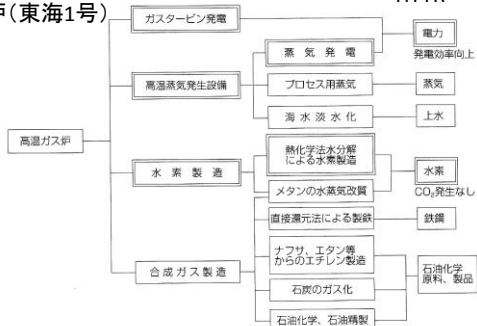 炉(東海1号)
ガスタービン発電
電力
発電効率向上
蒸気発電
高温蒸気発生設備
プロセス用蒸気
蒸気
海水淡水化
上水
高温ガス炉
熱化学法水分解
による水素製造
水素製造
水素
CO₂発生なし
メタンの水蒸気改質
直接還元法による製鉄
鉄鋼
ナフサ、エタン等
からのエチレン製造
合成ガス製造
石油化学
原料、製品
石炭のガス化
石油化学、石油精製